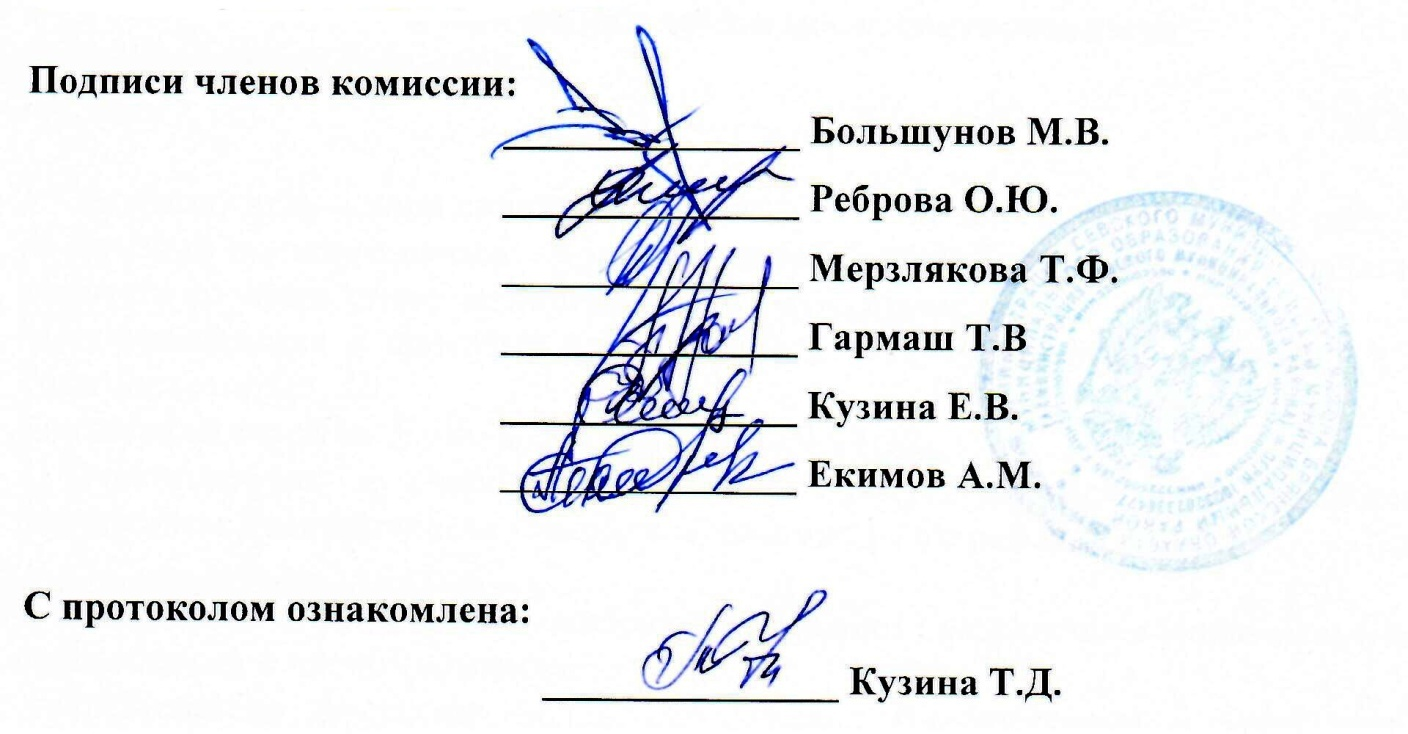 Подписи членов комиссии:
Большунов М.В.
Реброва О.Ю.
Мерзлякова Т.Ф.
Гармаш Т.В
Кузина Е.В.
Екимов А.М.
С протоколом ознакомлена:
Кузина Т.Д.